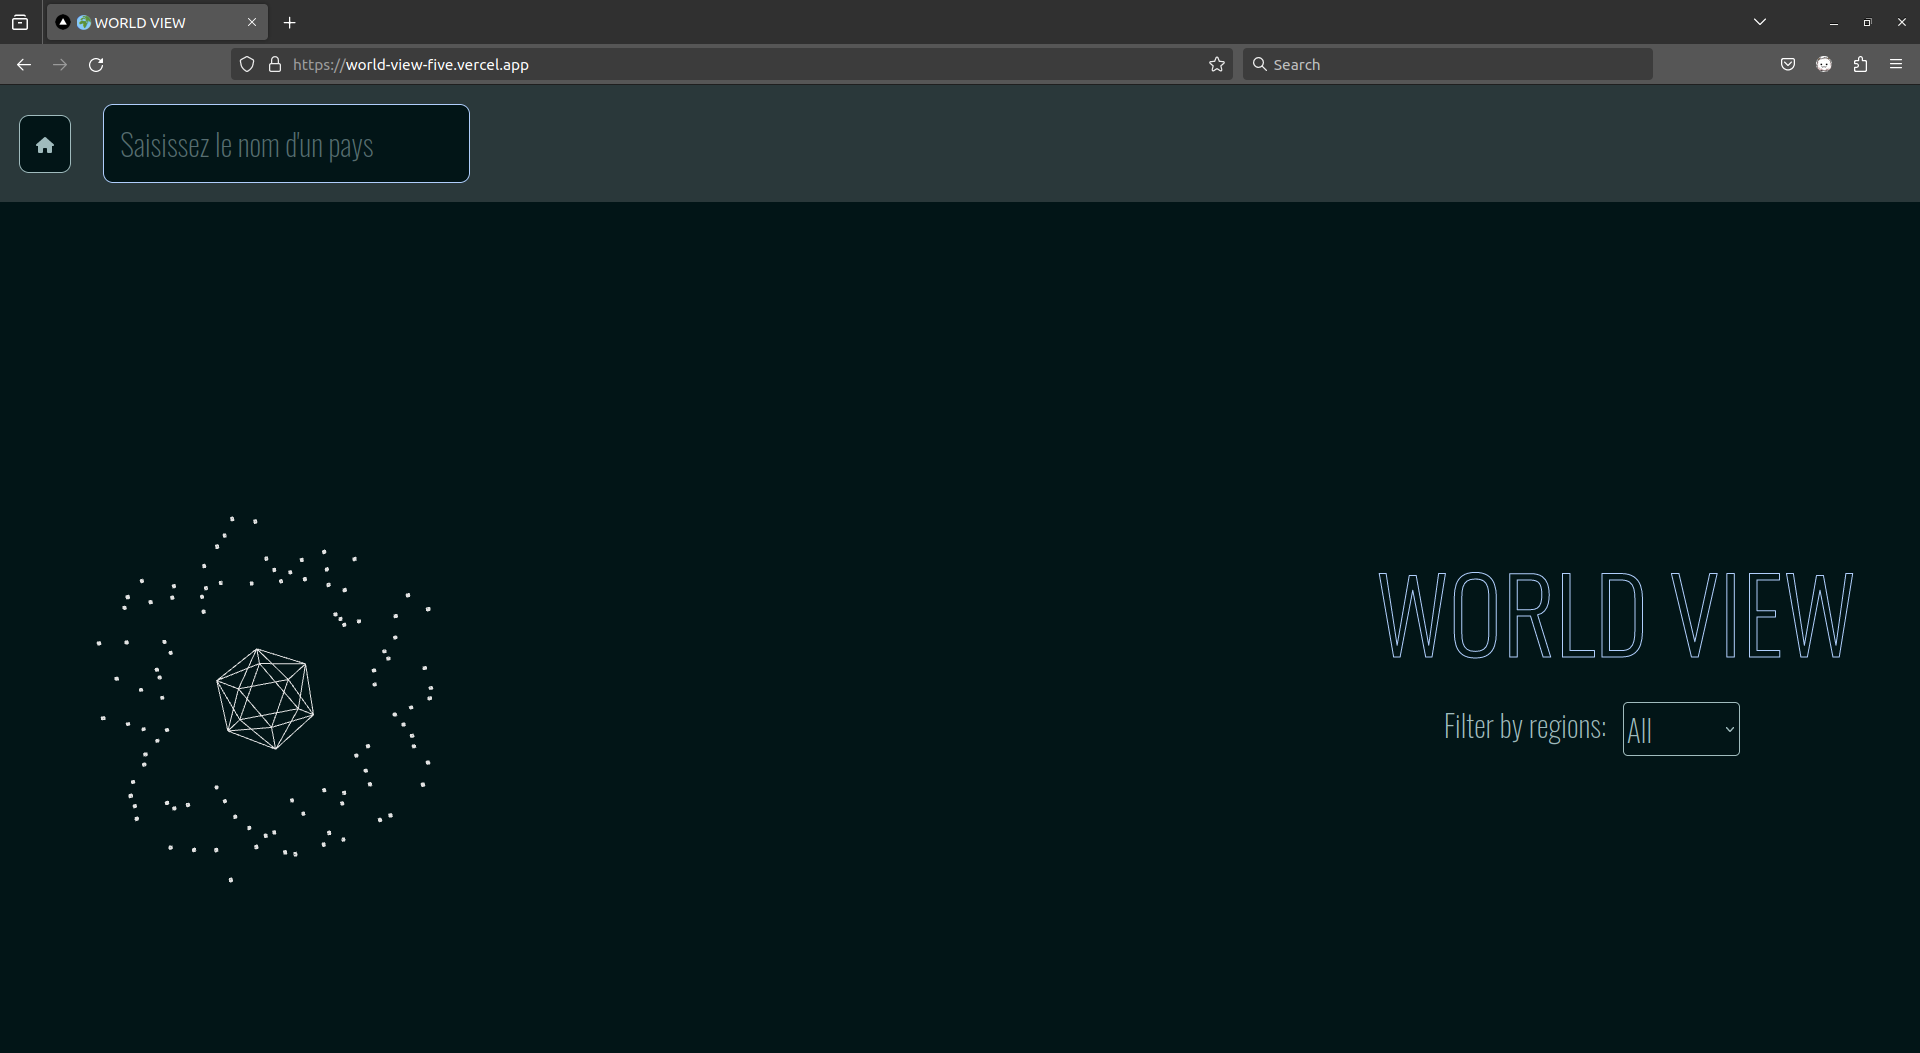 WORLD VIEW
https://world-view-five.vercel.app
Search
Saisissez le nom d'un pays
WORLD VIEW
Filter by regions: All